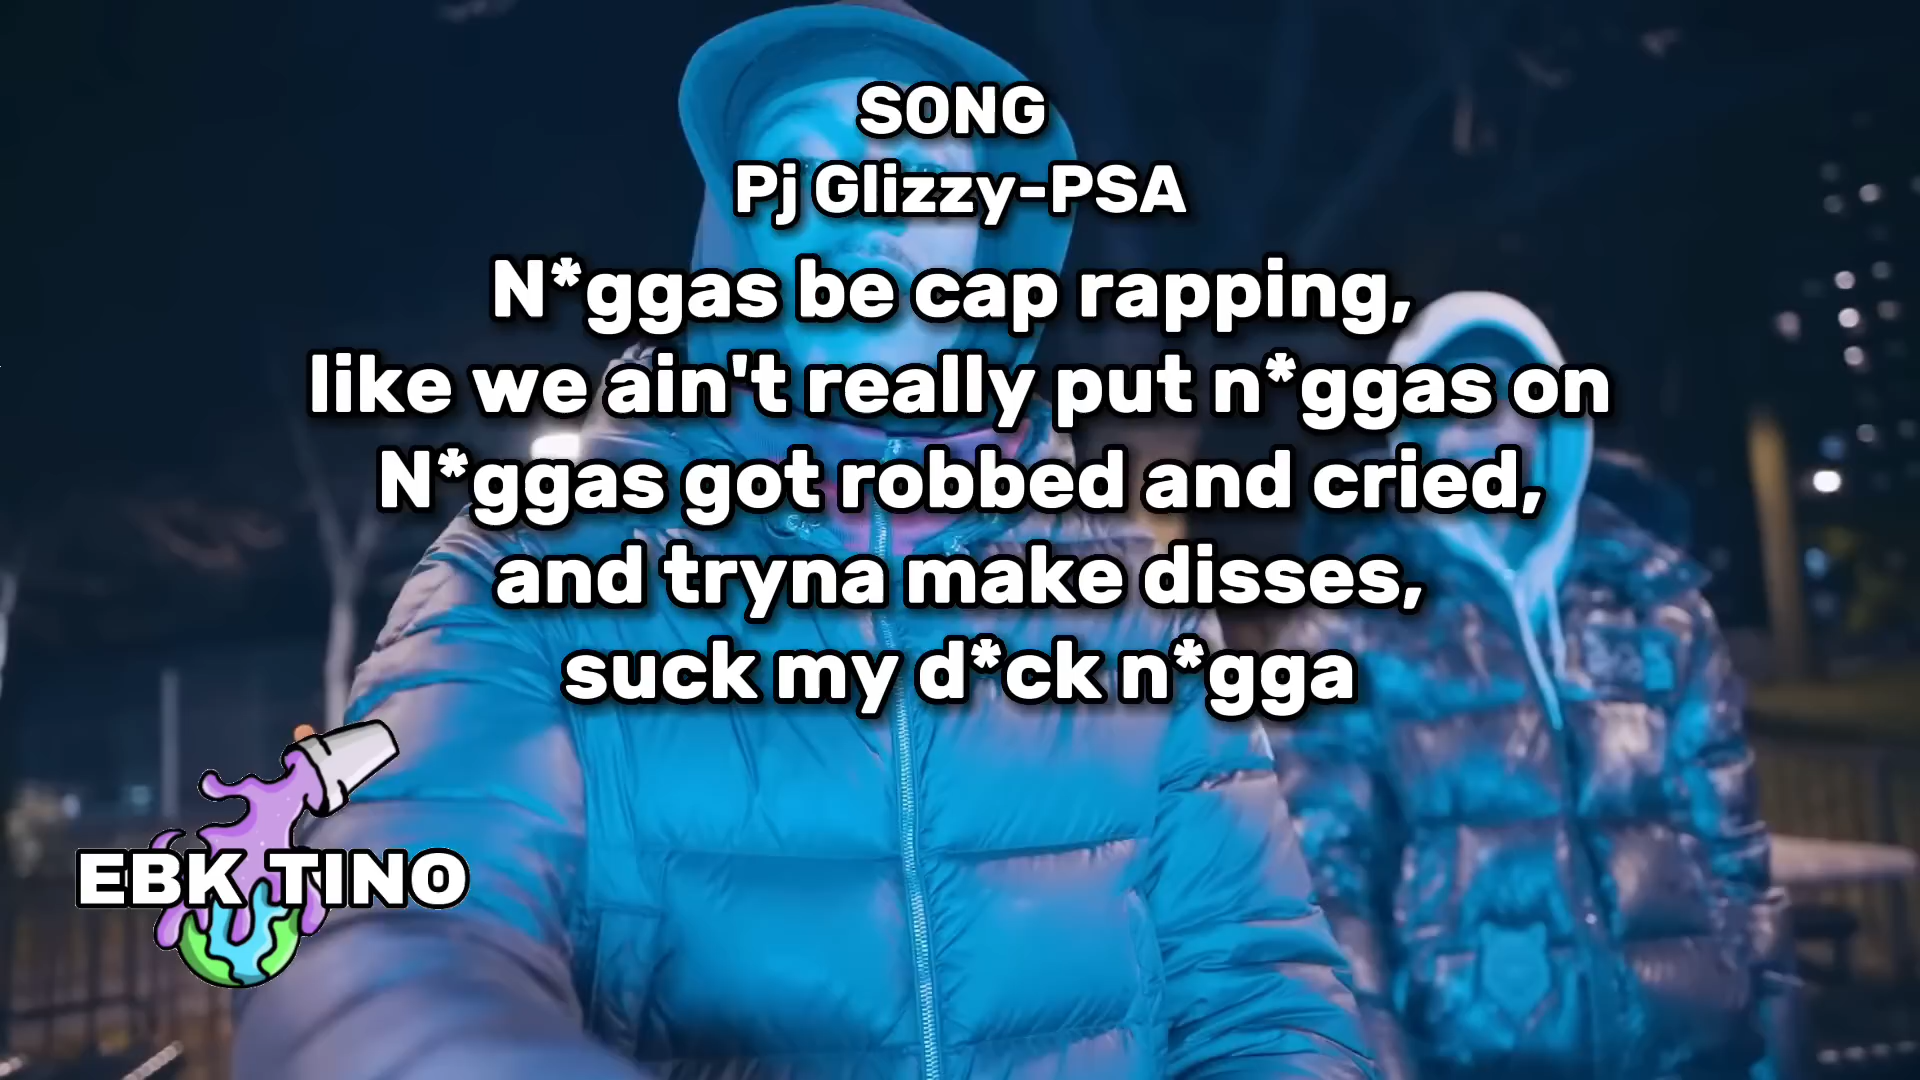 SONG
Pj Glizzy-PSA
N*ggas be cap rapping,
like we ain't really put n*ggas on
N*ggas got robbed and cried,
and tryna make disses,
suck my d*ck n*gga
EBK TINO